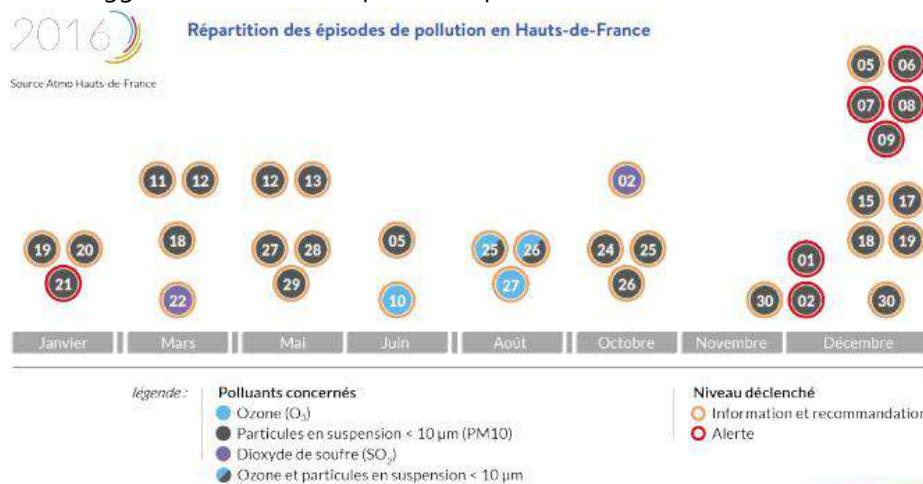 2016
Répartition des épisodes de pollution en Hauts-de-France
Source Atmo Hauts-de-France
05 06
07 08
09
11 12 12 13 02
15 17
19 20 18 27 28 05 25 26 24 25 18 19
21 29 27 26 01
22 10 30 02 30
Janvier Mars Mai Juin Août Octobre Novembre Décembre
légende :
Polluants concernés
Ozone (O3)
Particules en suspension < 10 µm (PM10)
Dioxyde de soufre (SO2)
Ozone et particules en suspension < 10 µm
Niveau déclenché
Information et recommandation
Alerte